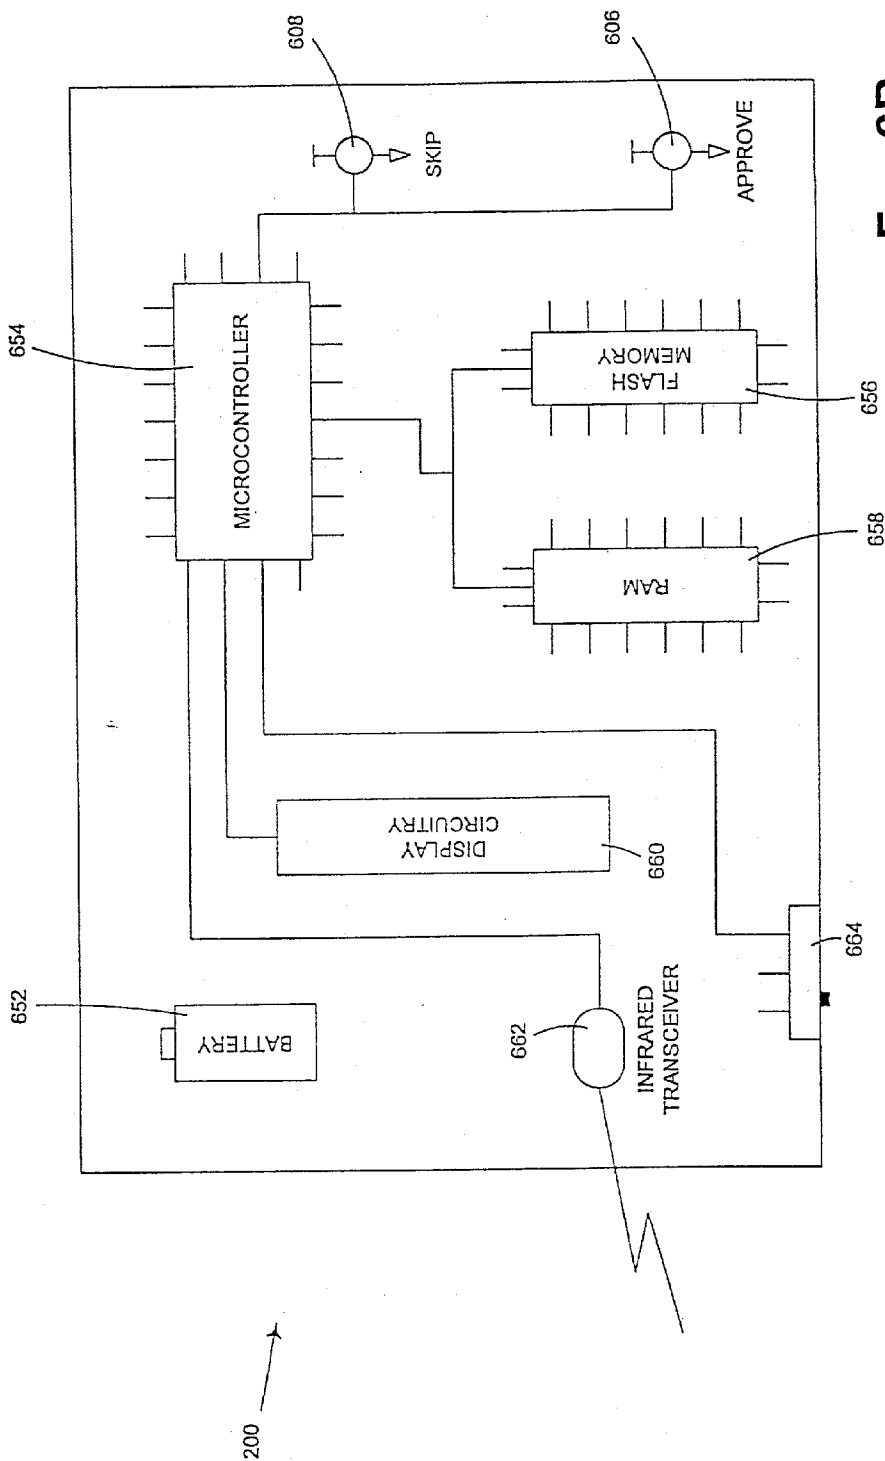 652
654
200
BATTERY
MICROCONTROLLER
608
SKIP
DISPLAY
CIRCUITRY
660
662
INFRARED
TRANSCEIVER
RAM
FLASH
MEMORY
606
APPROVE
664
658
656